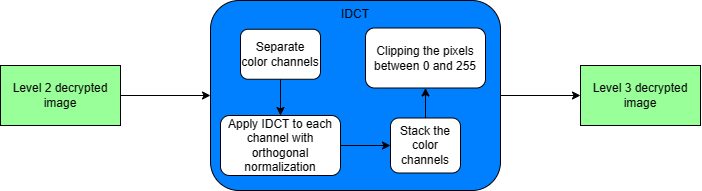 IDCT
Level 2 decrypted
image
Separate
color channels
Apply IDCT to each
channel with
orthogonal
normalization
Stack the
color
channels
Clipping the pixels
between 0 and 255
Level 3 decrypted
image